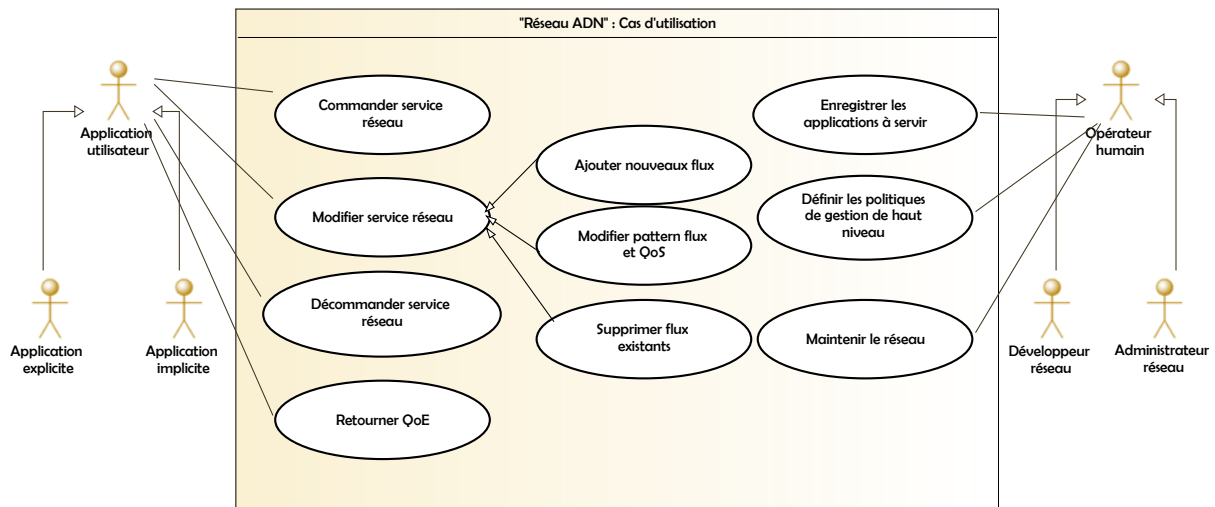 "Réseau ADN" : Cas d'utilisation
Application
utilisateur
Commander service
réseau
Enregistrer les
applications à servir
Opérateur
humain
Ajouter nouveaux flux
Modifier service réseau
Définir les politiques
de gestion de haut
niveau
Modifier pattern flux
et QoS
Décommander service
réseau
Supprimer flux
existants
Maintenir le réseau
Application
explicite
Application
implicite
Développeur
réseau
Administrateur
réseau
Retourner QoE